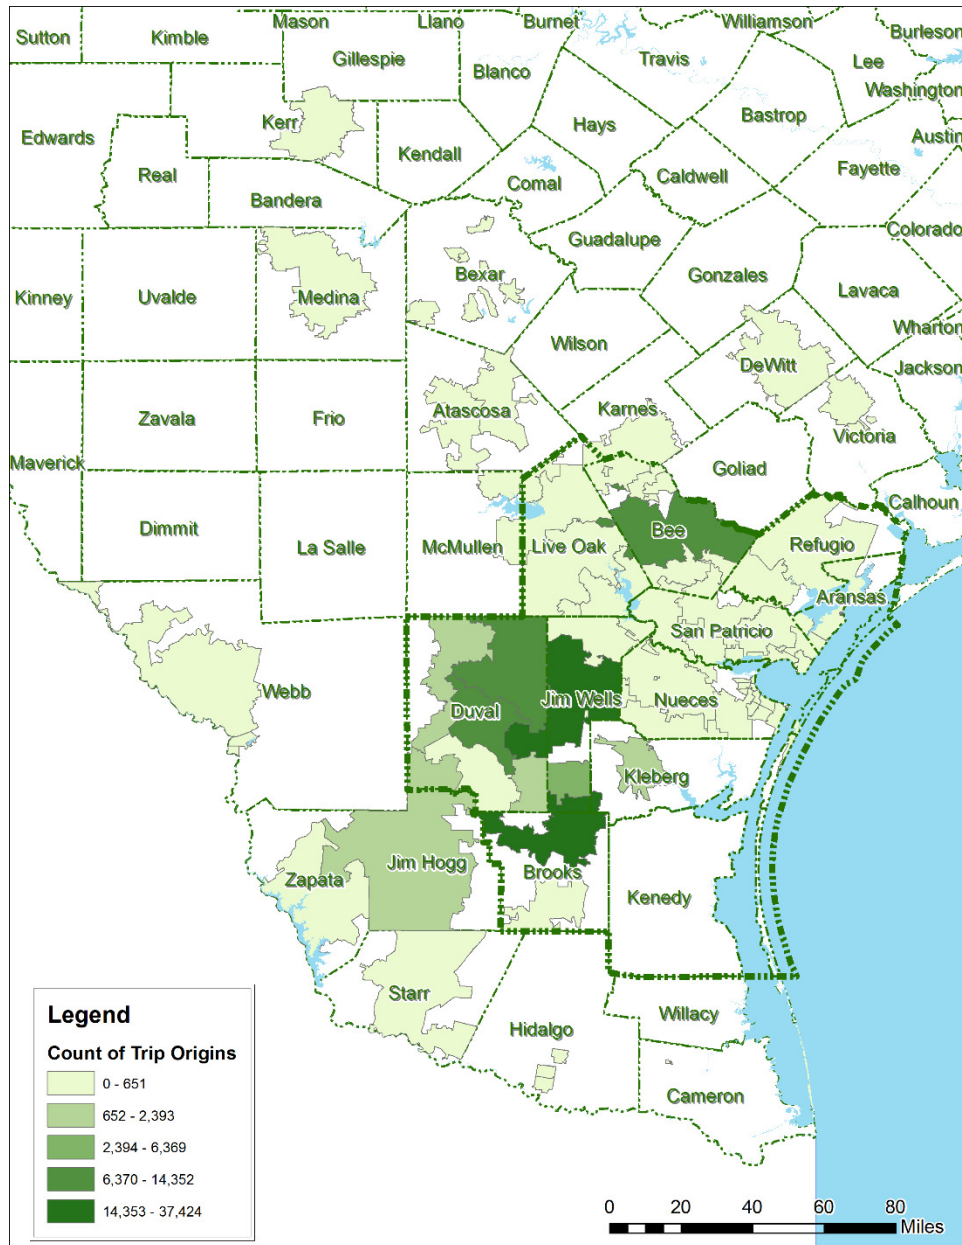 Mason
Llano
Burnet
Williamson
Burleson
Sutton
Kimble
Gillespie
Travis
Lee
Blanco
Washington
Kerr
Hays
Bastrop
Edwards
Austin
Kendall
Real
Comal
Caldwell
Fayette
Bandera
Colorado
Guadalupe
Bexar
Gonzales
Kinney
Uvalde
Medina
Lavaca
Wharton
Wilson
DeWitt
Jackson
Zavala
Frio
Atascosa
Karnes
Victoria
Maverick
Goliad
Calhoun
Dimmit
La Salle
McMullen
Live Oak
Bee
Refugio
Aransas
San Patricio
Webb
Duval
Jim Wells
Nueces
Kleberg
Zapata
Jim Hogg
Brooks
Kenedy
Starr
Hidalgo
Willacy
Cameron
Legend
Count of Trip Origins
0 - 651
652 - 2,393
2,394 - 6,369
6,370 - 14,352
14,353 - 37,424
0 20 40 60 80
Miles